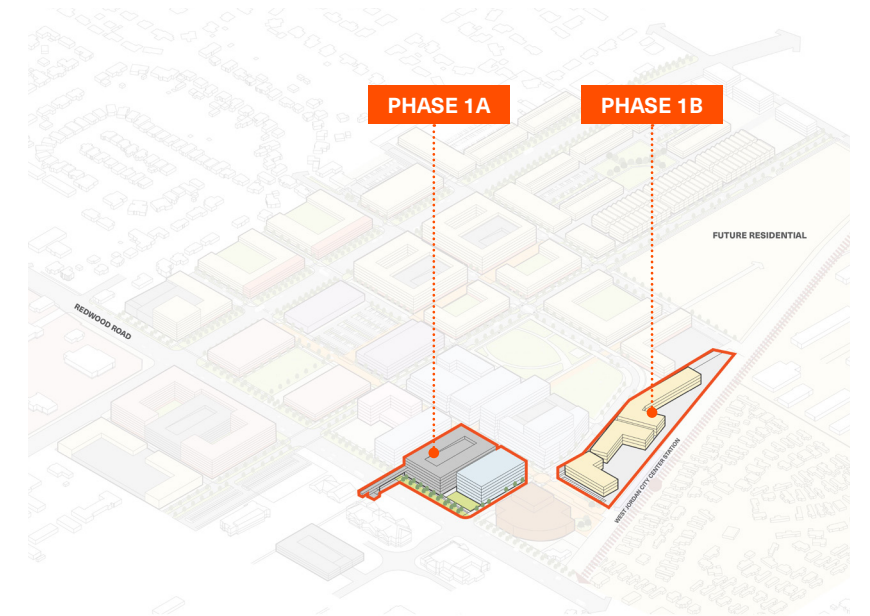 PHASE 1A
PHASE 1B
FUTURE RESIDENTIAL
REDWOOD ROAD
WEST JORDAN CITY CENTER STATION